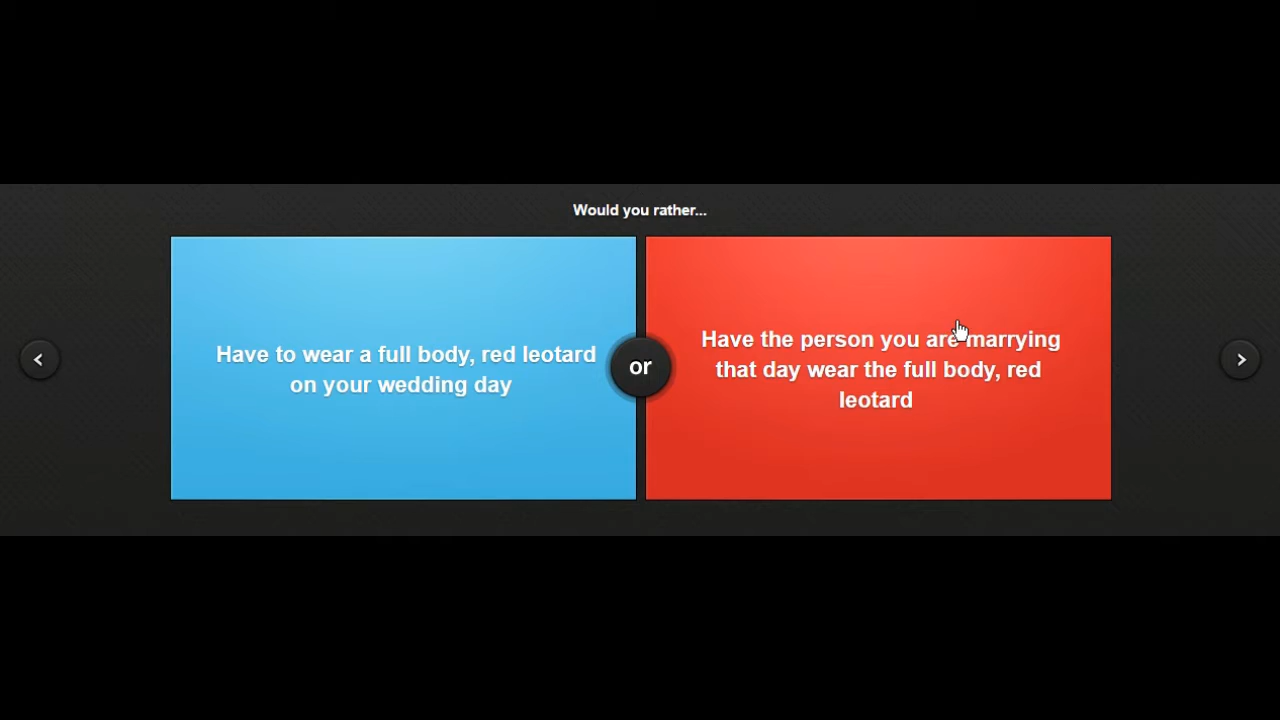 Would you rather...
Have to wear a full body, red leotard
on your wedding day
or
Have the person you are marrying
that day wear the full body, red
leotard